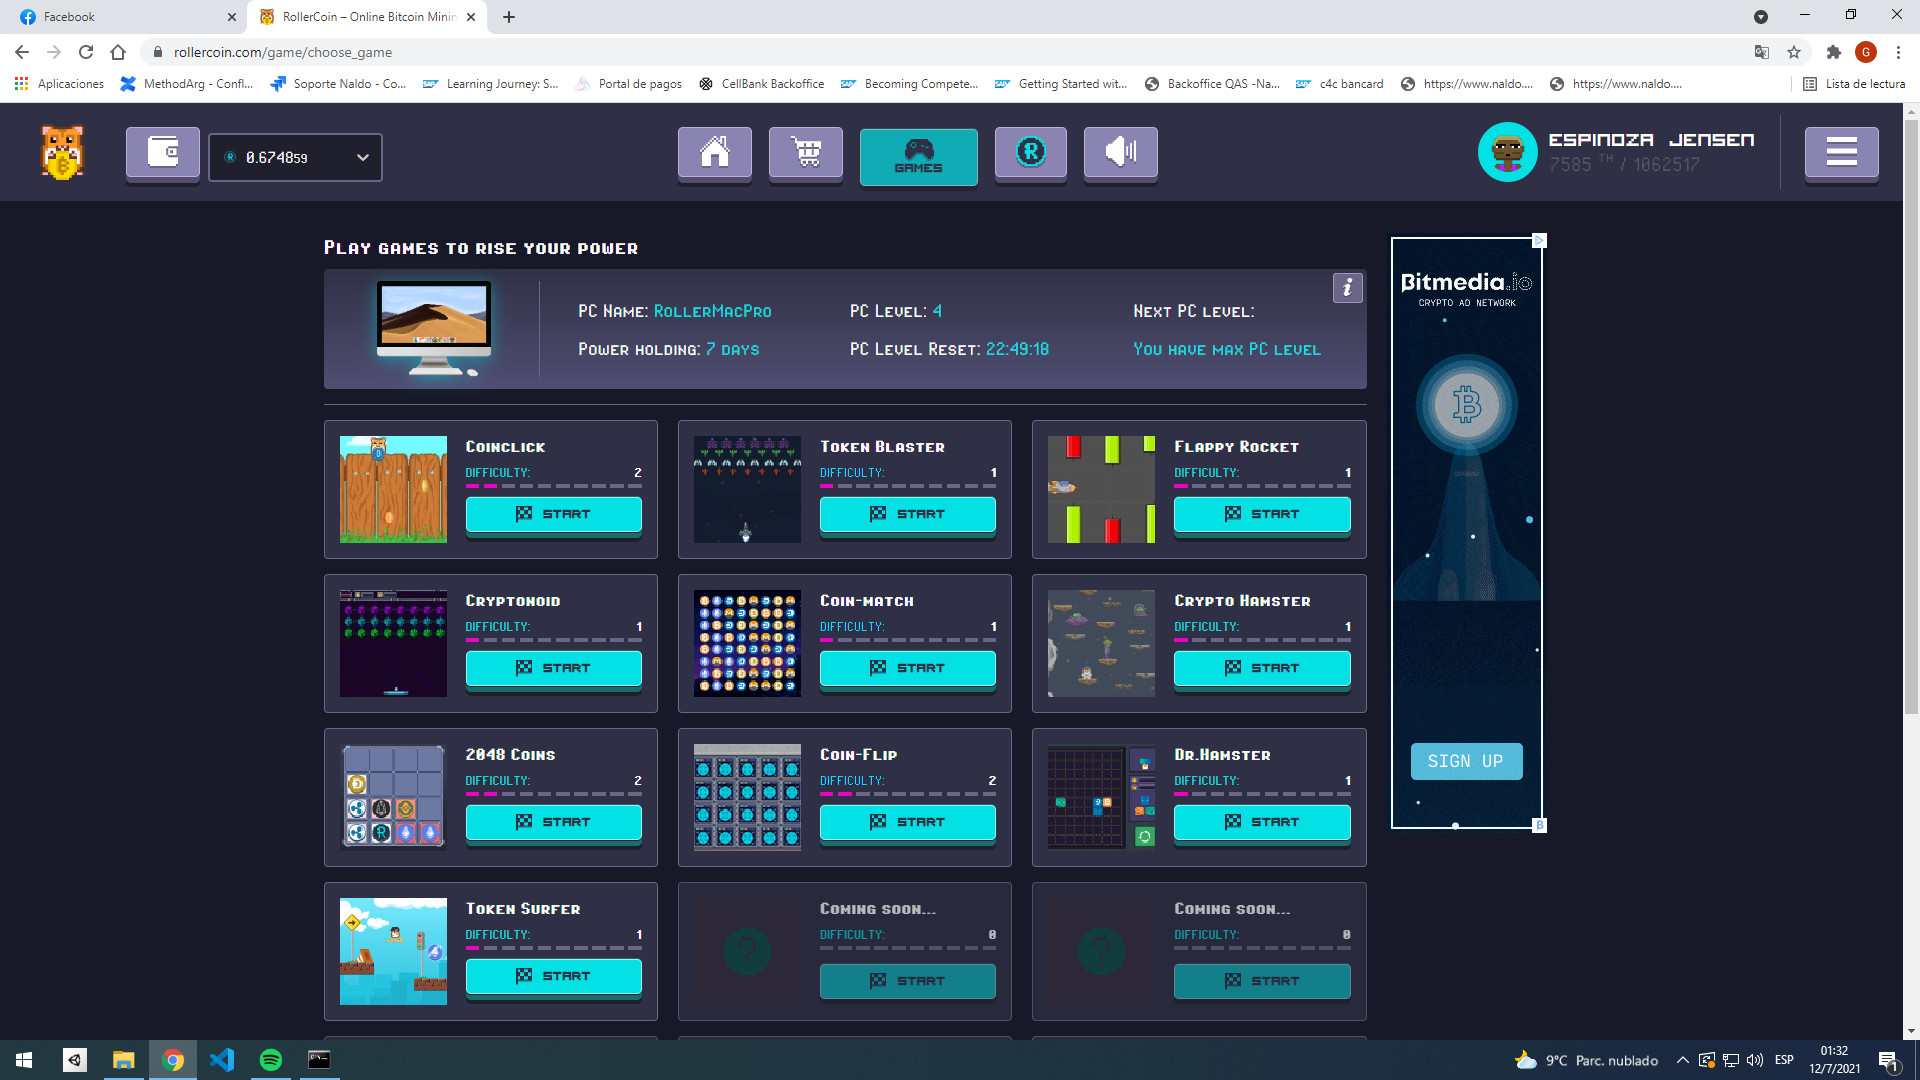 Facebook
RollerCoin – Online Bitcoin Minin
rollercoin.com/game/choose_game
G
Aplicaciones
MethodArg - Confl...
Soporte Naldo - Co...
Learning Journey: S...
Portal de pagos
CellBank Backoffice
Becoming Compete...
Getting Started wit...
Backoffice QAS -Na...
c4c bancard
https://www.naldo....
https://www.naldo....
Lista de lectura
0.674859
GAMES
ESPINOZA JENSEN
7585 TH / 1062517
PLAY GAMES TO RISE YOUR POWER
PC NAME: ROLLERMACPRO
PC LEVEL: 4
NEXT PC LEVEL:
POWER HOLDING: 7 DAYS
PC LEVEL RESET: 22:49:18
YOU HAVE MAX PC LEVEL
COINCLICK
DIFFICULTY: 2
START
TOKEN BLASTER
DIFFICULTY: 1
START
FLAPPY ROCKET
DIFFICULTY: 1
START
CRYPTONOID
DIFFICULTY: 1
START
COIN-MATCH
DIFFICULTY: 1
START
CRYPTO HAMSTER
DIFFICULTY: 1
START
2048 COINS
DIFFICULTY: 2
START
COIN-FLIP
DIFFICULTY: 2
START
DR.HAMSTER
DIFFICULTY: 1
START
TOKEN SURFER
DIFFICULTY: 1
START
COMING SOON...
DIFFICULTY: 0
START
COMING SOON...
DIFFICULTY: 0
START
Bitmedia.io
CRYPTO AD NETWORK
SIGN UP
9°C Parc. nublado
ESP
01:32
12/7/2021
1